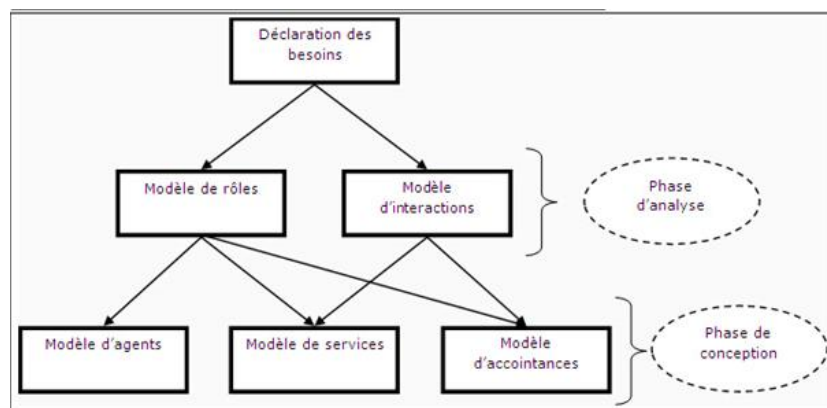 Déclaration des
besoins
Modèle de rôles
Modèle
d'interactions
Phase
d'analyse
Modèle d'agents
Modèle de services
Modèle
d'accointances
Phase de
conception